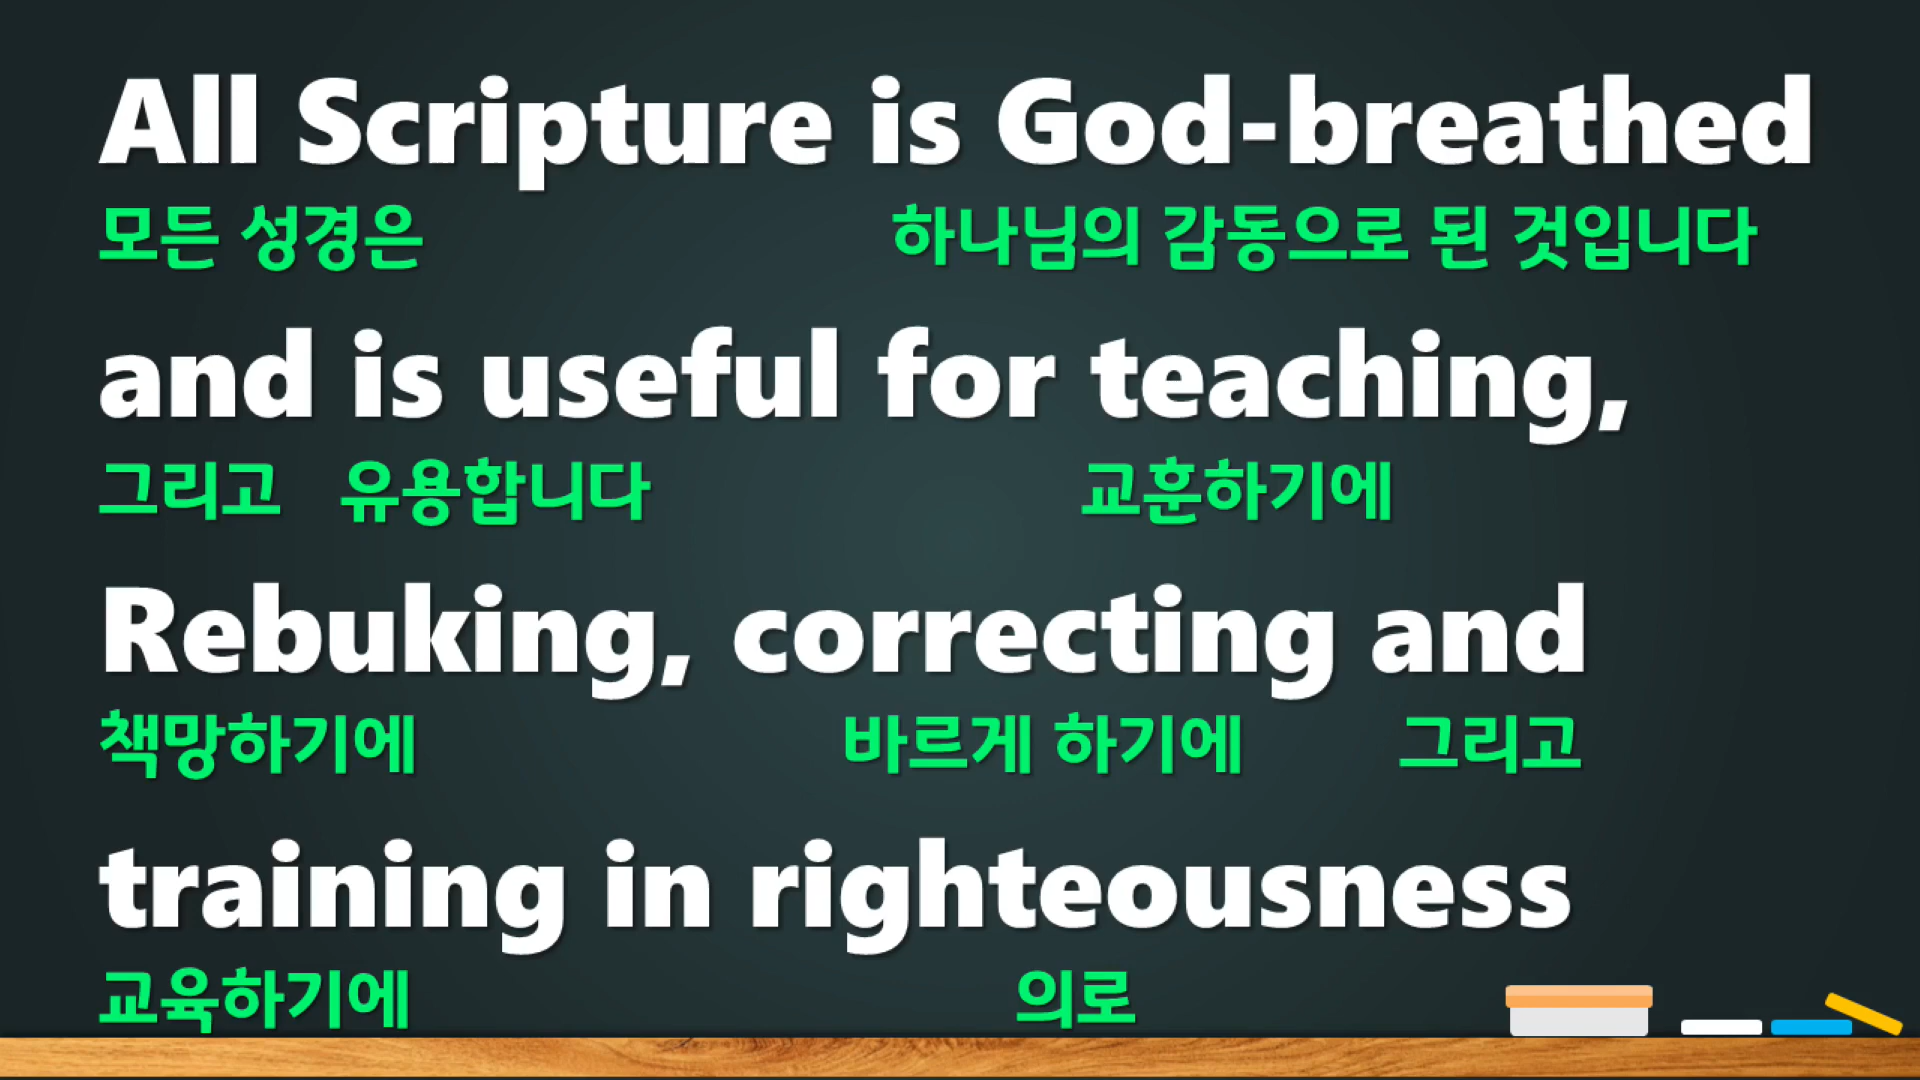 All Scripture is God-breathed
모든 성경은 하나님의 감동으로 된 것입니다
and is useful for teaching,
그리고 유용합니다 교훈하기에
Rebuking, correcting and
책망하기에 바르게 하기에 그리고
training in righteousness
교육하기에 의로